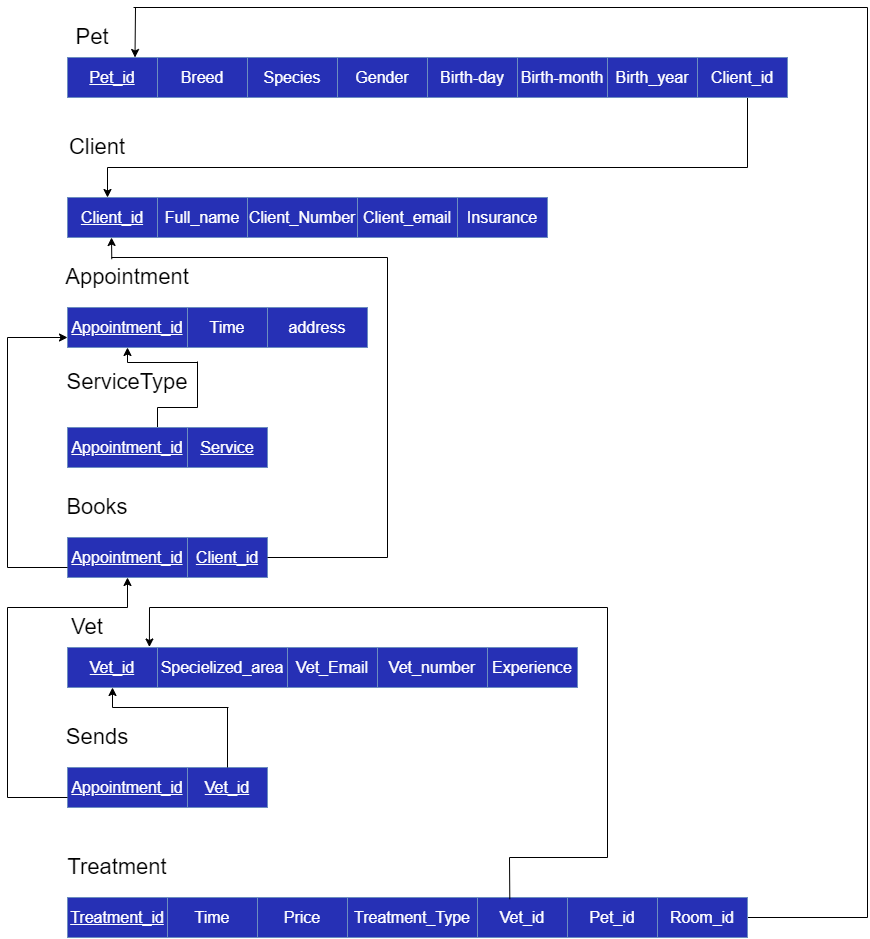 Pet
Pet_id Breed Species Gender Birth-day Birth-month Birth_year Client_id
Client
Client_id Full_name Client_Number Client_email Insurance
Appointment
Appointment_id Time address
ServiceType
Appointment_id Service
Books
Appointment_id Client_id
Vet
Vet_id Specielized_area Vet_Email Vet_number Experience
Sends
Appointment_id Vet_id
Treatment
Treatment_id Time Price Treatment_Type Vet_id Pet_id Room_id